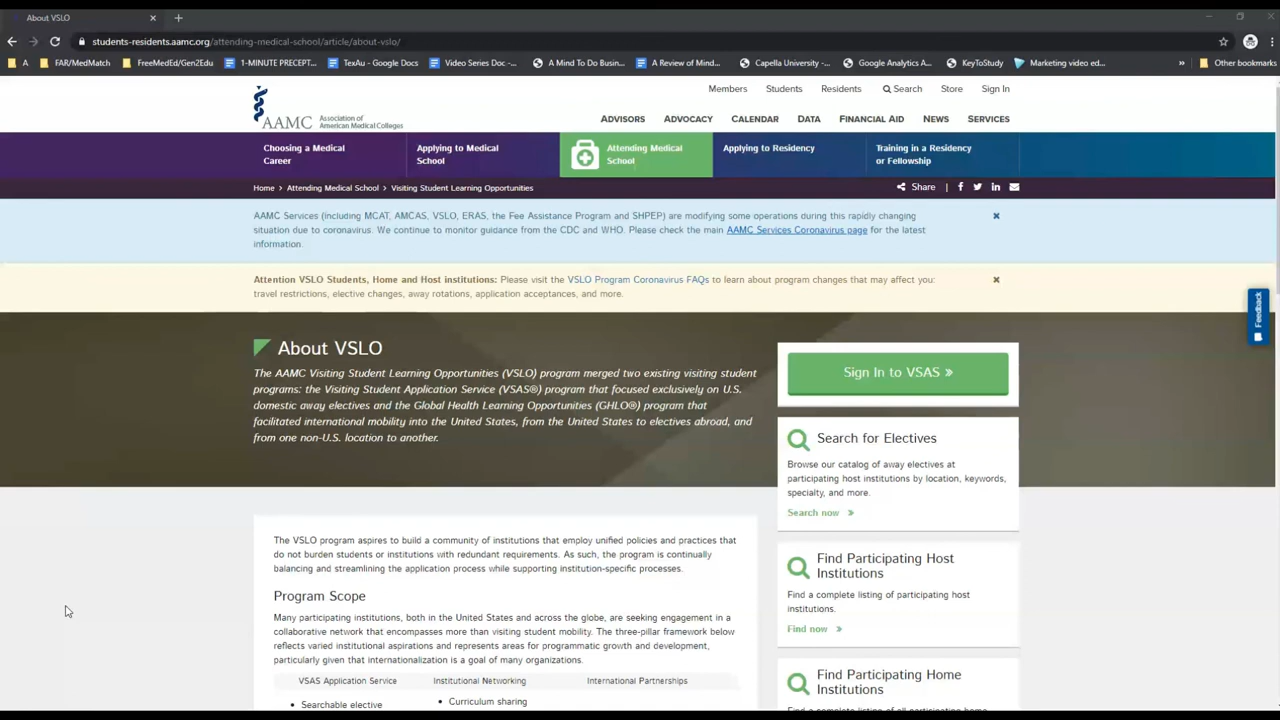 About VSLO
students-residents.aamc.org/attending-medical-school/article/about-vslo/
A FAR/MedMatch FreeMedEd/Gen2Edu 1-MINUTE PRECEPT... TexAu - Google Docs Video Series Doc -... A Mind To Do Busin... A Review of Mind... Capella University -... Google Analytics A... KeyToStudy Marketing video ed... » Other bookmarks
Members Students Residents Search Store Sign In
AAMC Association of
American Medical Colleges
ADVISORS ADVOCACY CALENDAR DATA FINANCIAL AID NEWS SERVICES
Choosing a Medical
Career
Applying to Medical
School
Attending Medical
School
Applying to Residency
Training in a Residency
or Fellowship
Home > Attending Medical School > Visiting Student Learning Opportunities
Share |
AAMC Services (including MCAT, AMCAS, VSLO, ERAS, the Fee Assistance Program and SHPEP) are modifying some operations during this rapidly changing
situation due to coronavirus. We continue to monitor guidance from the CDC and WHO. Please check the main AAMC Services Coronavirus page for the latest
information.
Attention VSLO Students, Home and Host institutions: Please visit the VSLO Program Coronavirus FAQs to learn about program changes that may affect you:
travel restrictions, elective changes, away rotations, application acceptances, and more.
Feedback
About VSLO
The AAMC Visiting Student Learning Opportunities (VSLO) program merged two existing visiting student
programs: the Visiting Student Application Service (VSAS®) program that focused exclusively on U.S.
domestic away electives and the Global Health Learning Opportunities (GHLO®) program that
facilitated international mobility into the United States, from the United States to electives abroad, and
from one non-U.S. location to another.
Sign In to VSAS »
Search for Electives
Browse our catalog of away electives at
participating host institutions by location, keywords,
specialty, and more.
Search now »
The VSLO program aspires to build a community of institutions that employ unified policies and practices that
do not burden students or institutions with redundant requirements. As such, the program is continually
balancing and streamlining the application process while supporting institution-specific processes.
Program Scope
Many participating institutions, both in the United States and across the globe, are seeking engagement in a
collaborative network that encompasses more than visiting student mobility. The three-pillar framework below
reflects varied institutional aspirations and represents areas for programmatic growth and development,
particularly given that internationalization is a goal of many organizations.
VSAS Application Service Institutional Networking International Partnerships
• Searchable elective
• Curriculum sharing
Find Participating Host
Institutions
Find a complete listing of participating host
institutions.
Find now »
Find Participating Home
Institutions
Find a complete listing of all participating home